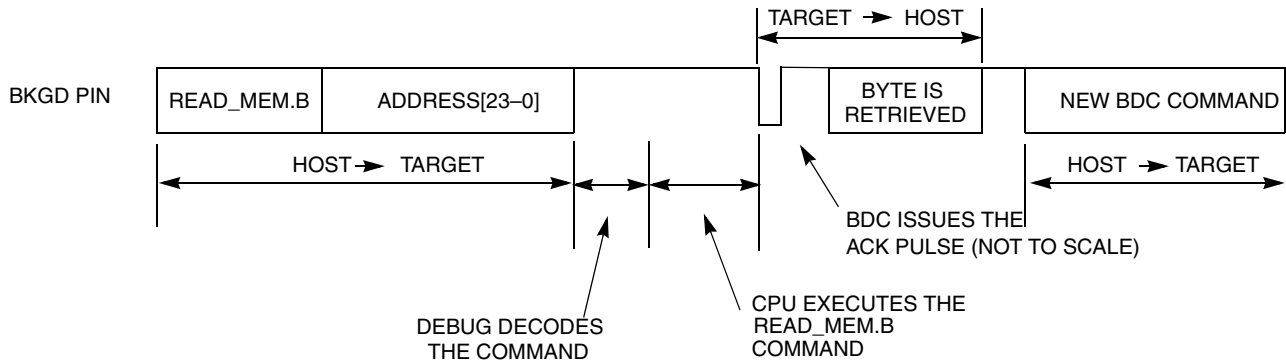 TARGET → HOST
BKGD PIN
READ_MEM.B
ADDRESS[23–0]
BYTE IS
RETRIEVED
NEW BDC COMMAND
HOST → TARGET
HOST → TARGET
BDC ISSUES THE
ACK PULSE (NOT TO SCALE)
DEBUG DECODES
THE COMMAND
CPU EXECUTES THE
READ_MEM.B
COMMAND